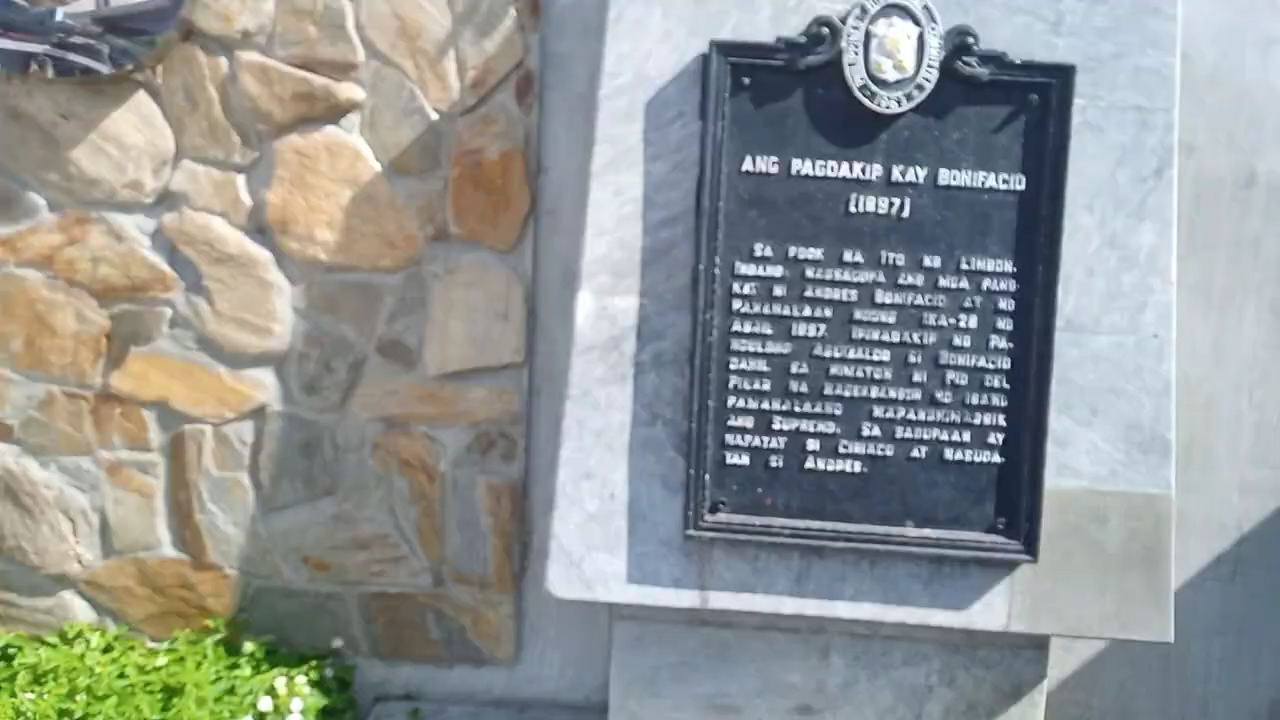 ANG PAGDAKIP KAY BONIFACIO
(1897)
SA POOK NA ITO NG LIMBON,
INDANG, NAGSAGUPA ANG MGA PANG-
KAT NI ANDRES BONIFACIO AT NG
PAMAHALAAN NOONG IKA-28 NG
ABRIL 1897. IPINADAKIP NG PA-
NGULONG AGUINALDO SI BONIFACIO
DAHIL SA HIMATON NI PIO DEL
PILAR NA NAGBABANGON NG IBANG
PAMAHALAANG MAPANGHIMAGSIK
ANG SUPREMO. SA SAGUPAAN AY
NAPATAY SI CIRIACO AT NASUGA-
TAN SI ANDRES.